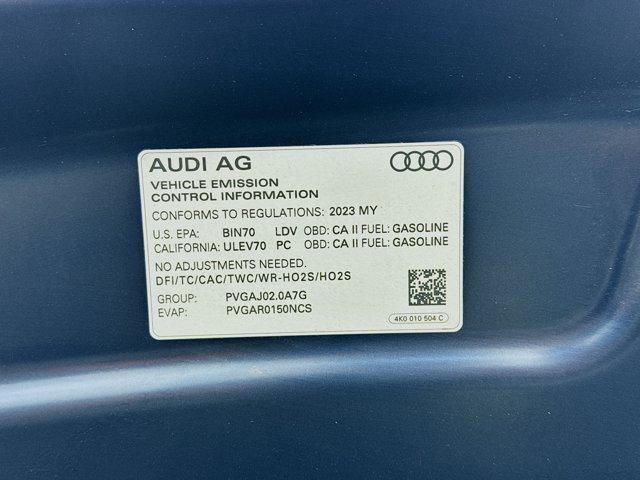 AUDI AG
VEHICLE EMISSION
CONTROL INFORMATION
CONFORMS TO REGULATIONS: 2023 MY
U.S. EPA: BIN70 LDV OBD: CA II FUEL: GASOLINE
CALIFORNIA: ULEV70 PC OBD: CA II FUEL: GASOLINE
NO ADJUSTMENTS NEEDED.
DFI/TC/CAC/TWC/WR-HO2S/HO2S
GROUP: PVGAJ02.0A7G
EVAP: PVGAR0150NCS
4K0 010 504 C